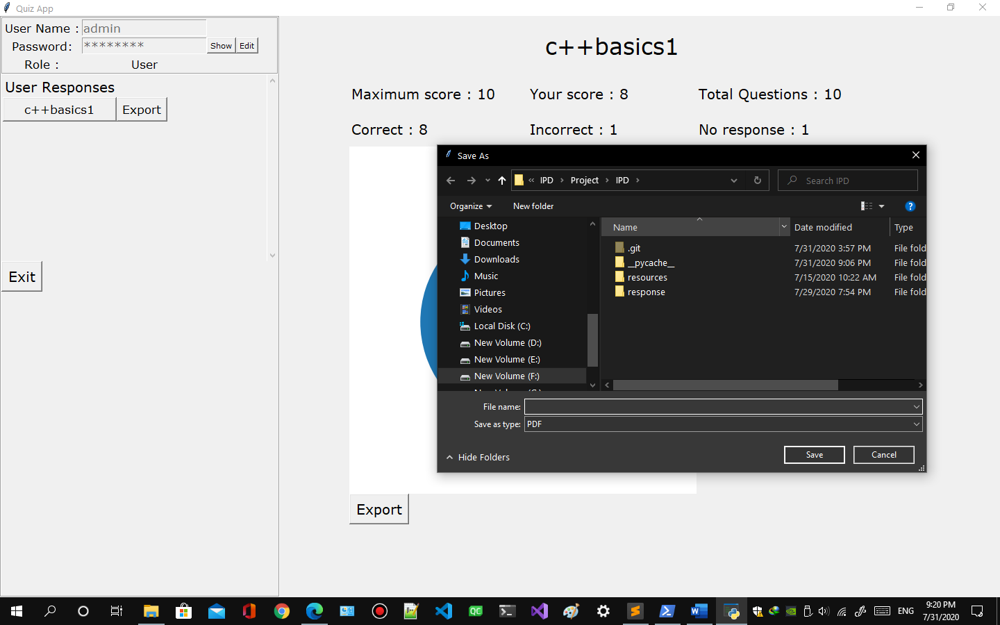 Quiz App
User Name : admin
Password: ******** Show Edit
Role : User
User Responses
c++basics1 Export
Exit
c++basics1
Maximum score : 10 Your score : 8 Total Questions : 10
Correct : 8 Incorrect : 1 No response : 1
Save As
« IPD › Project › IPD ›
Search IPD
Organize New folder
Desktop
Documents
Downloads
Music
Pictures
Videos
Local Disk (C:)
New Volume (D:)
New Volume (E:)
New Volume (F:)
Name Date modified Type
.git 7/31/2020 3:57 PM File fold
__pycache__ 7/31/2020 9:06 PM File fold
resources 7/15/2020 10:22 AM File fold
response 7/29/2020 7:54 PM File fold
File name:
Save as type: PDF
Hide Folders Save Cancel
Export
QC
ENG
9:20 PM
7/31/2020